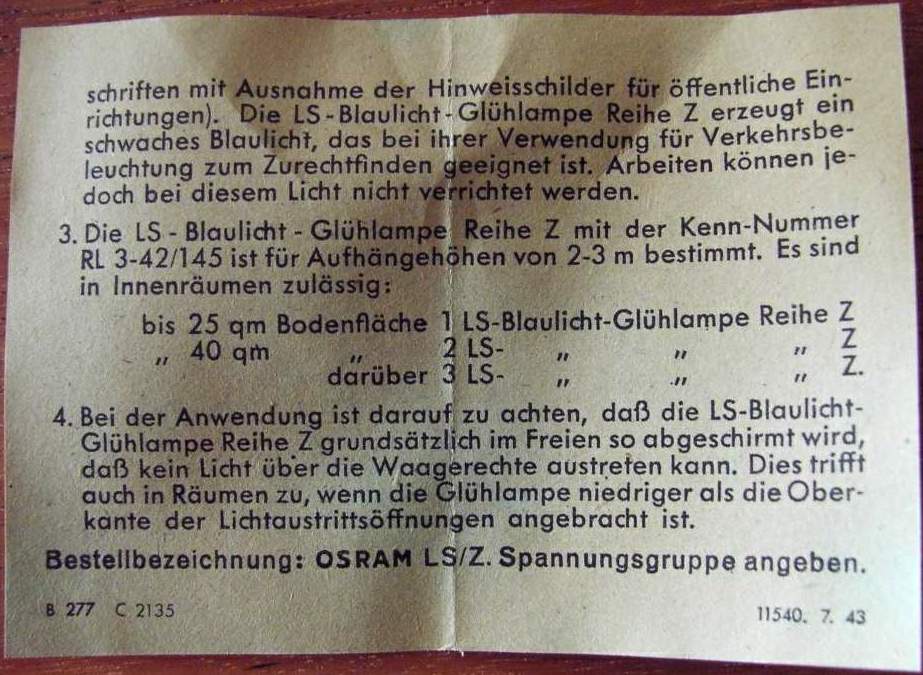 schriften mit Ausnahme der Hinweisschilder für öffentliche Ein-
richtungen). Die LS-Blaulicht-Glühlampe Reihe Z erzeugt ein
schwaches Blaulicht, das bei ihrer Verwendung für Verkehrsbe-
leuchtung zum Zurechtfinden geeignet ist. Arbeiten können je-
doch bei diesem Licht nicht verrichtet werden.
3. Die LS - Blaulicht - Glühlampe Reihe Z mit der Kenn-Nummer
RL 3-42/145 ist für Aufhängehöhen von 2-3 m bestimmt. Es sind
in Innenräumen zulässig:
bis 25 qm Bodenfläche 1 LS-Blaulicht-Glühlampe Reihe Z
„ 40 qm „ 2 LS- „ „ „ Z
darüber 3 LS- „ „ „ Z.
4. Bei der Anwendung ist darauf zu achten, daß die LS-Blaulicht-
Glühlampe Reihe Z grundsätzlich im Freien so abgeschirmt wird,
daß kein Licht über die Waagerechte austreten kann. Dies trifft
auch in Räumen zu, wenn die Glühlampe niedriger als die Ober-
kante der Lichtaustrittsöffnungen angebracht ist.
Bestellbezeichnung: OSRAM LS/Z. Spannungsgruppe angeben.
B 277 C 2135
11540. 7. 43